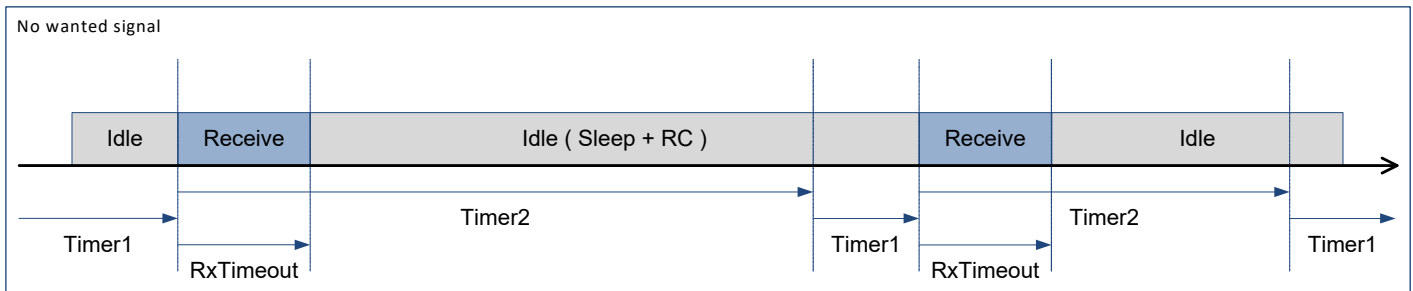 No wanted signal
Idle Receive Idle ( Sleep + RC ) Receive Idle
Timer2 Timer2
Timer1 Timer1 Timer1
RxTimeout RxTimeout